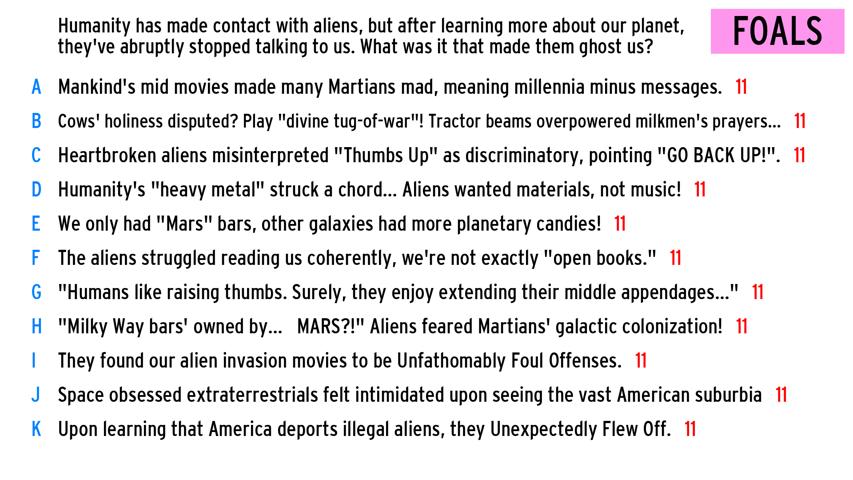 Humanity has made contact with aliens, but after learning more about our planet,
they've abruptly stopped talking to us. What was it that made them ghost us?
FOALS
A Mankind's mid movies made many Martians mad, meaning millennia minus messages. 11
B Cows' holiness disputed? Play "divine tug-of-war"! Tractor beams overpowered milkmen's prayers... 11
C Heartbroken aliens misinterpreted "Thumbs Up" as discriminatory, pointing "GO BACK UP!". 11
D Humanity's "heavy metal" struck a chord... Aliens wanted materials, not music! 11
E We only had "Mars" bars, other galaxies had more planetary candies! 11
F The aliens struggled reading us coherently, we're not exactly "open books." 11
G "Humans like raising thumbs. Surely, they enjoy extending their middle appendages..." 11
H "Milky Way bars' owned by... MARS?!" Aliens feared Martians' galactic colonization! 11
I They found our alien invasion movies to be Unfathomably Foul Offenses. 11
J Space obsessed extraterrestrials felt intimidated upon seeing the vast American suburbia 11
K Upon learning that America deports illegal aliens, they Unexpectedly Flew Off. 11